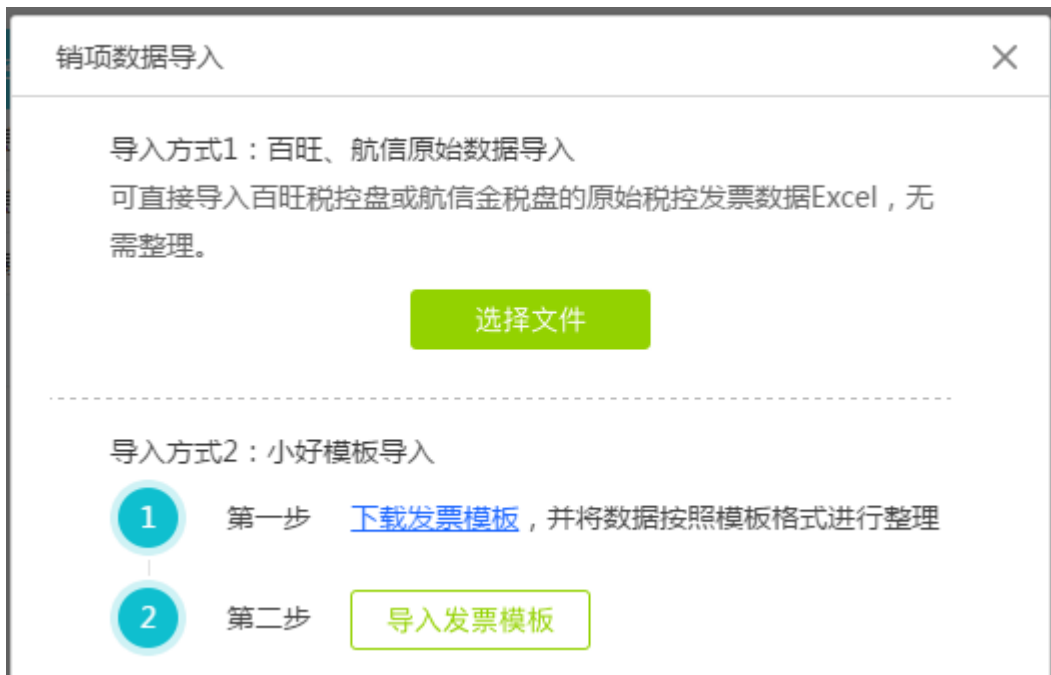 销项数据导入
导入方式1：百旺、航信原始数据导入
可直接导入百旺税控盘或航信金税盘的原始税控发票数据Excel，无
需整理。
选择文件
导入方式2：小好模板导入
1 第一步 下载发票模板，并将数据按照模板格式进行整理
2 第二步 导入发票模板